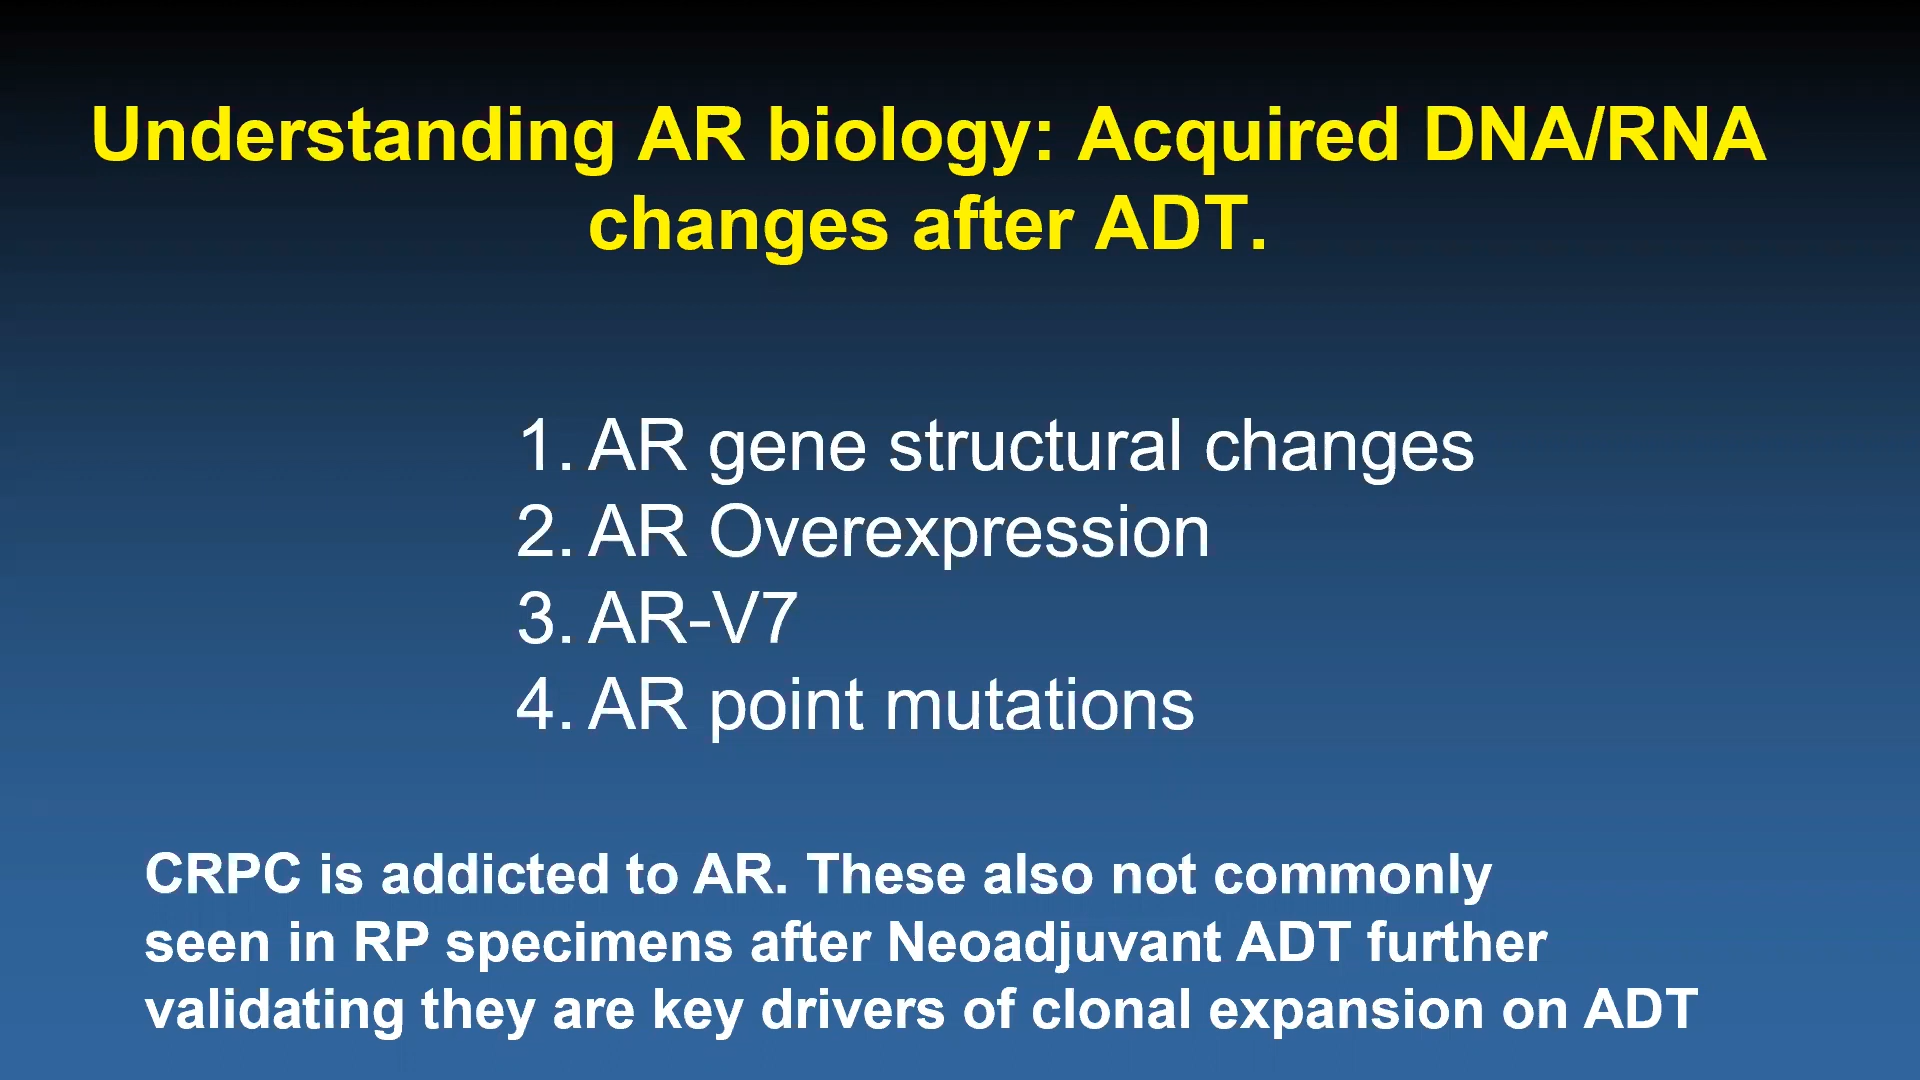 Understanding AR biology: Acquired DNA/RNA
changes after ADT.
1. AR gene structural changes
2. AR Overexpression
3. AR-V7
4. AR point mutations
CRPC is addicted to AR. These also not commonly
seen in RP specimens after Neoadjuvant ADT further
validating they are key drivers of clonal expansion on ADT